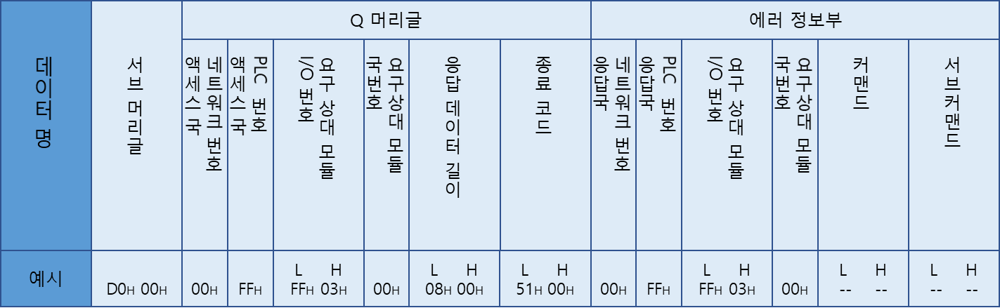 데이터 명
서브 머리글
Q 머리글
에러 정보부
네트워크 번호
액세스 국
PLC 번호
액세스 국
요구 상대 모듈
I/O 번호
요구상대 모듈
국번호
응답 데이터 길이
종료 코드
네트워크 번호
응답국
PLC 번호
응답국
요구 상대 모듈
I/O 번호
요구상대 모듈
국번호
커맨드
서브커맨드
예시
D0H 00H
00H
FFH
L H
FFH 03H
00H
L H
08H 00H
L H
51H 00H
00H
FFH
L H
FFH 03H
00H
L H
-- --
L H
-- --